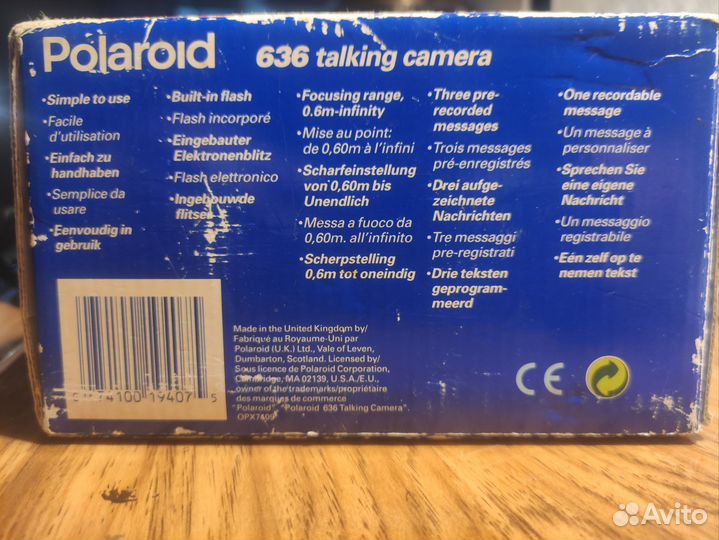 Polaroid 636 talking camera
•Simple to use
•Facile
d'utilisation
•Einfach zu
handhaben
•Semplice da
usare
•Eenvoudig in
gebruik
•Built-in flash
•Flash incorporé
•Eingebauter
Elektronenblitz
•Flash elettronico
•Ingebouwde
flitser
•Focusing range,
0.6m-infinity
•Mise au point:
de 0,60m à l'infini
•Scharfeinstellung
von 0,60m bis
Unendlich
•Messa a fuoco da
0,60m. all'infinito
•Scherpstelling
0,6m tot oneindig
•Three pre-
recorded
messages
•Trois messages
pré-enregistrés
•Drei aufge-
zeichnete
Nachrichten
•Tre messaggi
pre-registrati
•Drie teksten
geprogram-
meerd
•One recordable
message
•Un message à
personnaliser
•Sprechen Sie
eine eigene
Nachricht
•Un messaggio
registrabile
•Eén zelf op te
nemen tekst
74100 19407 5
Made in the United Kingdom by/
Fabriqué au Royaume-Uni par
Polaroid (U.K.) Ltd., Vale of Leven,
Dumbarton, Scotland. Licensed by/
Sous licence de Polaroid Corporation,
Cambridge, MA 02139, U.S.A./E.U.,
owner of the trademarks/propriétaire
des marques de commerce
"Polaroid", "Polaroid 636 Talking Camera".
OPX7499
CE
Avito